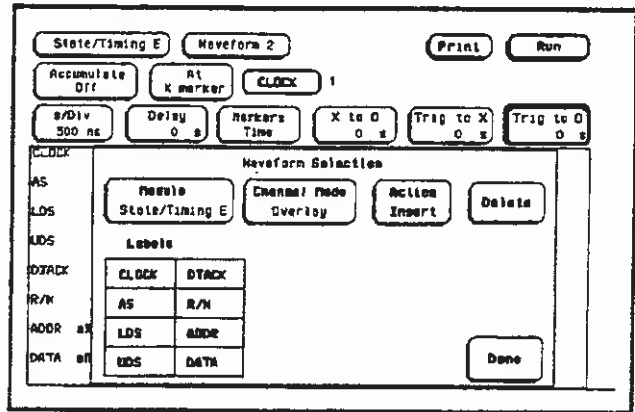 State/Timing E Waveform 2 Print Run
Accumulate Off At X marker CLOCK 1
s/Div 500 ns Delay 0 s Markers Time X to O 0 s Trig to X 0 s Trig to O 0 s
CLOCK
Waveform Selection
AS
Module State/Timing E Channel Mode Overlay Action Insert Delete
LDS
UDS
Labels
DTACK
CLOCK DTACK
R/W
AS R/W
ADDR
LDS ADDR
DATA
UDS DATA
Done